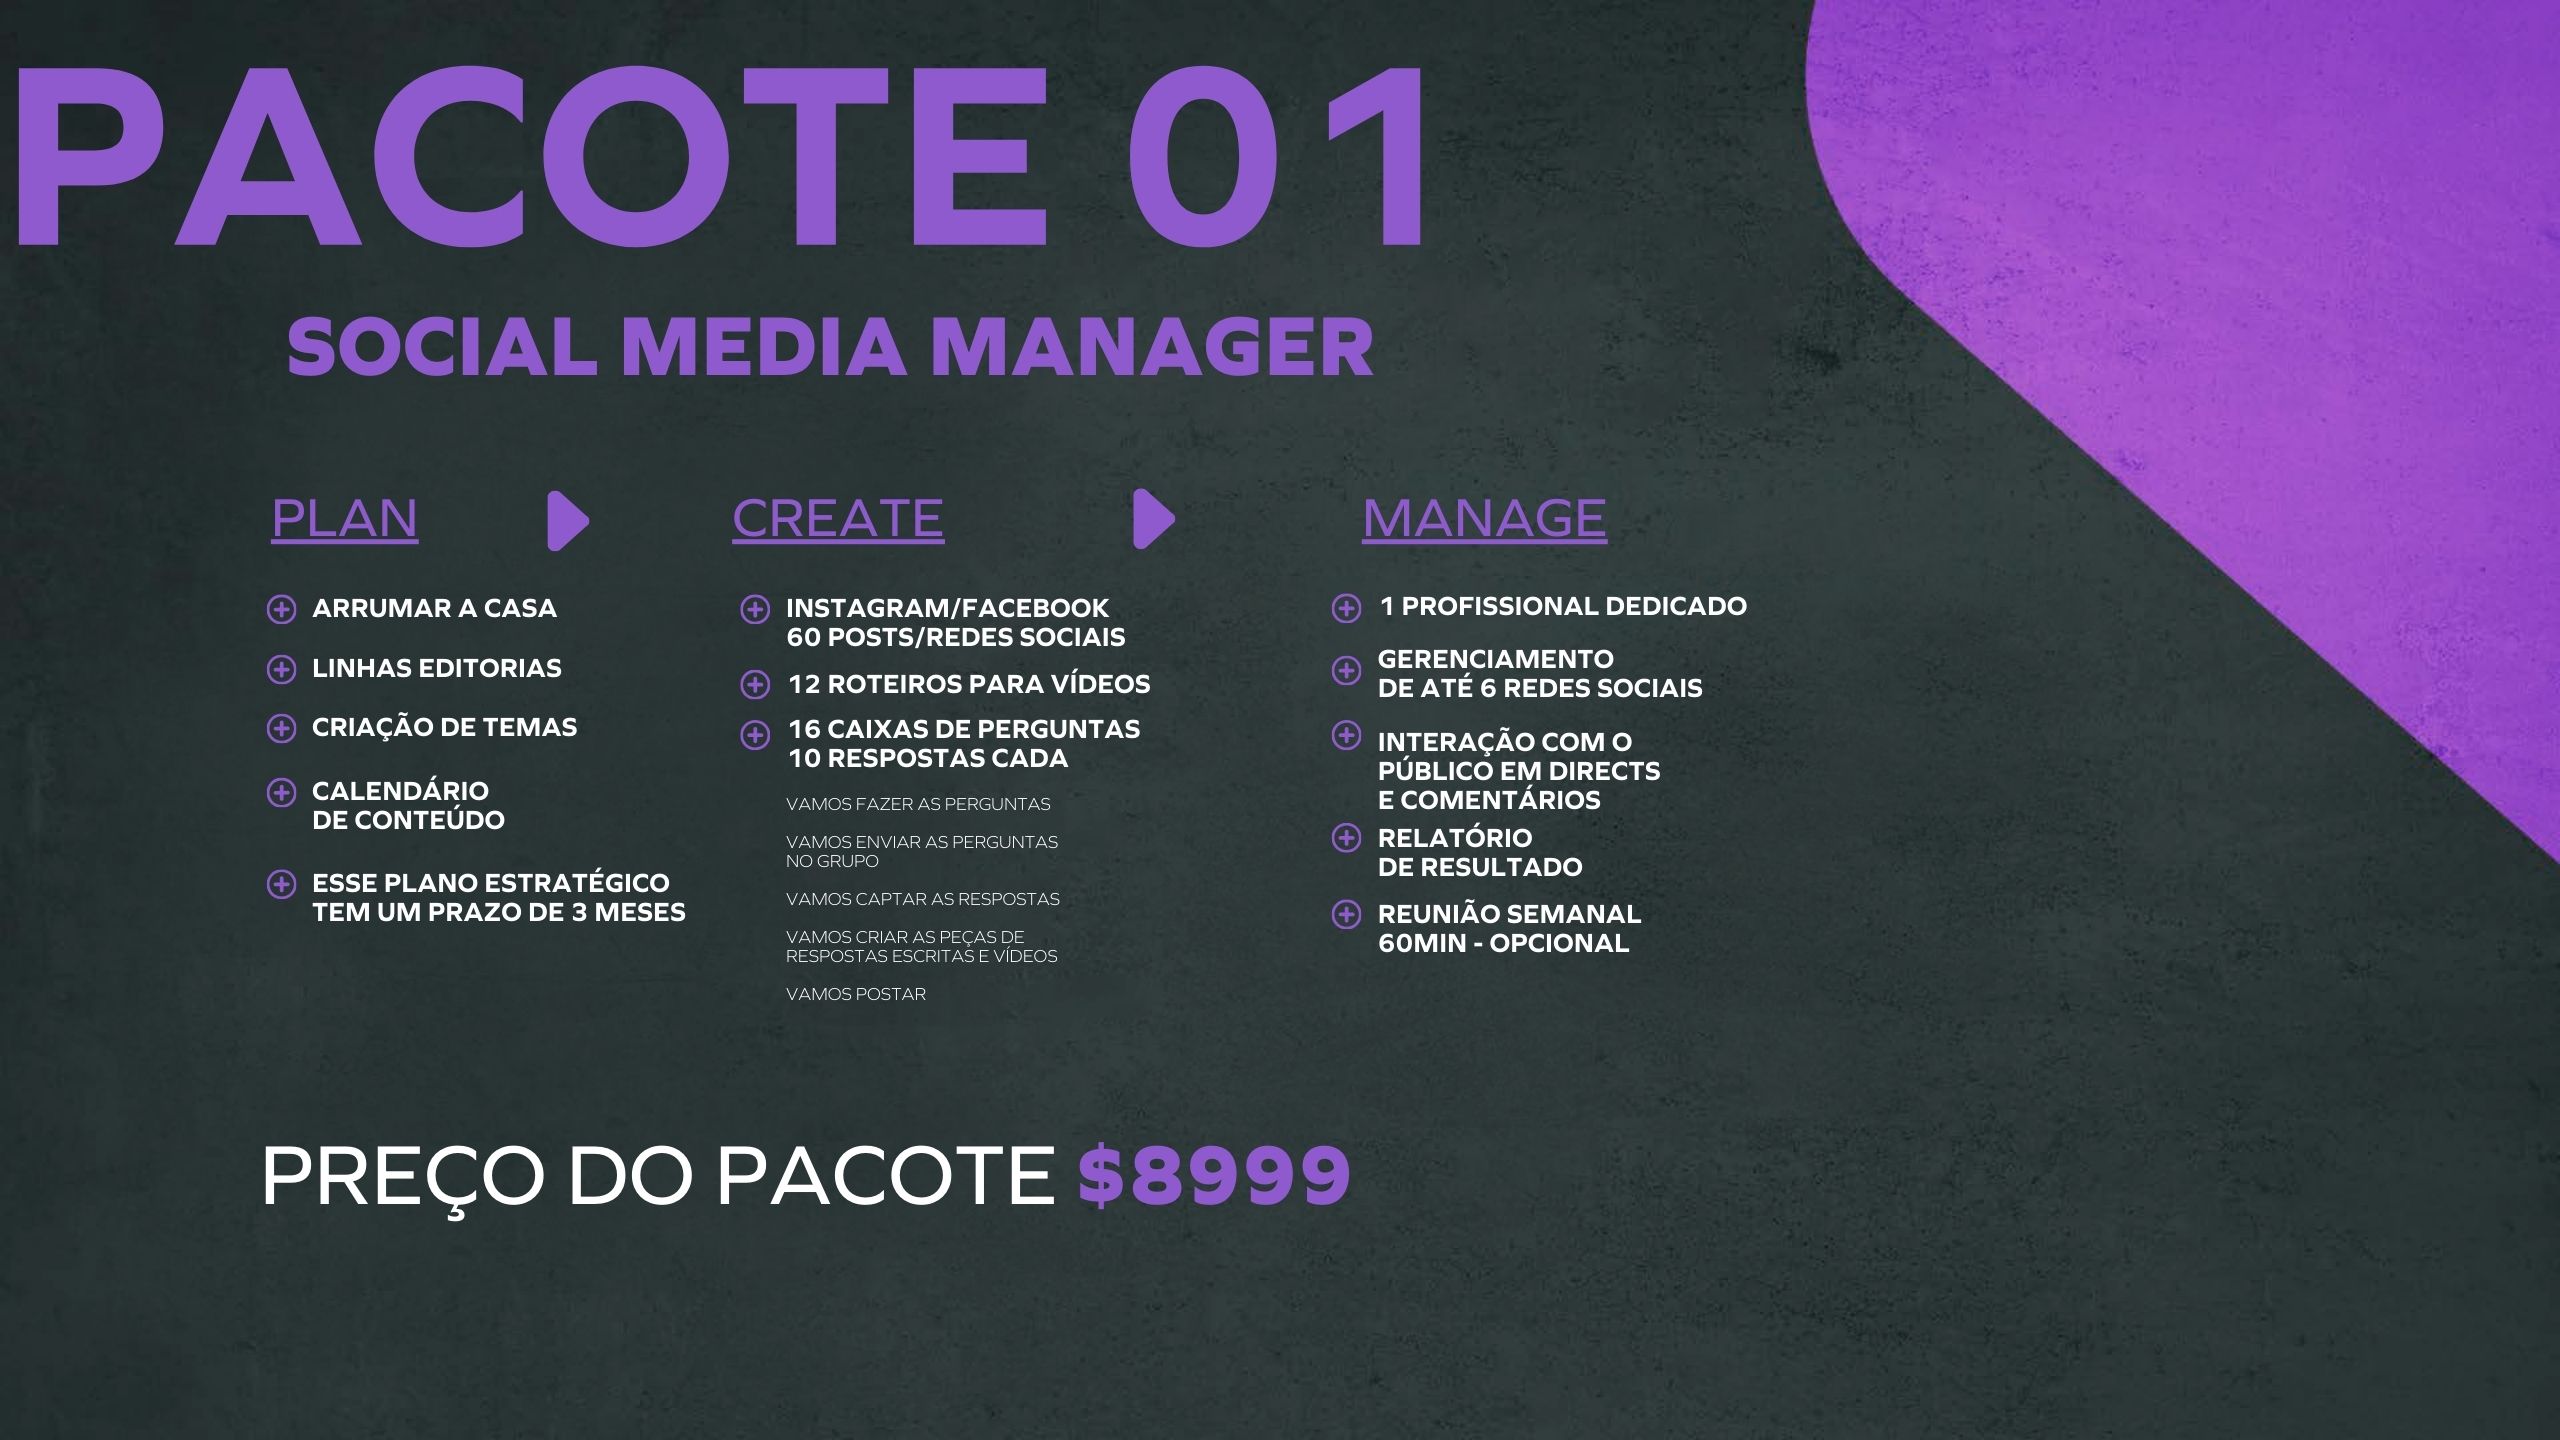 PACOTE 01
SOCIAL MEDIA MANAGER
PLAN
ARRUMAR A CASA
LINHAS EDITORIAS
CRIAÇÃO DE TEMAS
CALENDÁRIO
DE CONTEÚDO
ESSE PLANO ESTRATÉGICO
TEM UM PRAZO DE 3 MESES
CREATE
INSTAGRAM/FACEBOOK
60 POSTS/REDES SOCIAIS
12 ROTEIROS PARA VÍDEOS
16 CAIXAS DE PERGUNTAS
10 RESPOSTAS CADA
VAMOS FAZER AS PERGUNTAS
VAMOS ENVIAR AS PERGUNTAS
NO GRUPO
VAMOS CAPTAR AS RESPOSTAS
VAMOS CRIAR AS PEÇAS DE
RESPOSTAS ESCRITAS E VÍDEOS
VAMOS POSTAR
MANAGE
1 PROFISSIONAL DEDICADO
GERENCIAMENTO
DE ATÉ 6 REDES SOCIAIS
INTERAÇÃO COM O
PÚBLICO EM DIRECTS
E COMENTÁRIOS
RELATÓRIO
DE RESULTADO
REUNIÃO SEMANAL
60MIN - OPCIONAL
PREÇO DO PACOTE $8999